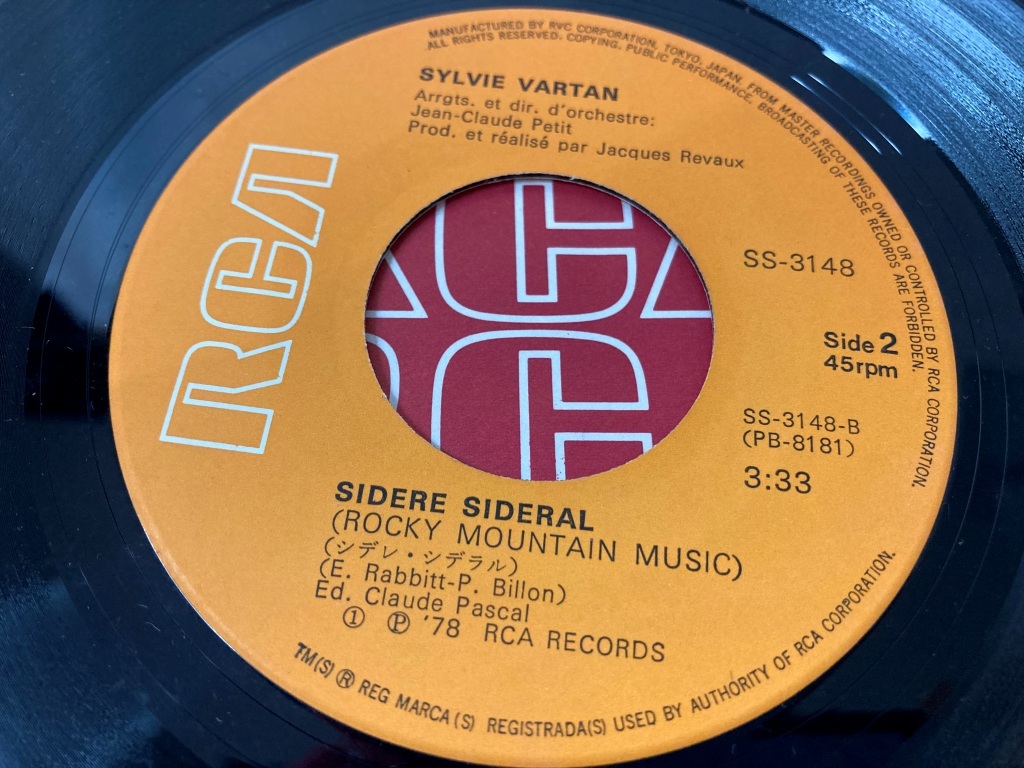 MANUFACTURED BY RVC CORPORATION, TOKYO, JAPAN, FROM MASTER RECORDINGS OWNED OR CONTROLLED BY RCA CORPORATION.
ALL RIGHTS RESERVED. COPYING, PUBLIC PERFORMANCE, BROADCASTING OF THESE RECORDS ARE FORBIDDEN.
SYLVIE VARTAN
Arrgts. et dir. d'orchestre:
Jean-Claude Petit
Prod. et réalisé par Jacques Revaux
RCA
SS-3148
Side 2
45rpm
SS-3148-B
(PB-8181)
3:33
SIDERE SIDERAL
(ROCKY MOUNTAIN MUSIC)
(シデレ・シデラル)
(E. Rabbitt-P. Billon)
Ed. Claude Pascal
① Ⓟ '78 RCA RECORDS
TM(S) ® REG MARCA(S) REGISTRADA(S) USED BY AUTHORITY OF RCA CORPORATION.